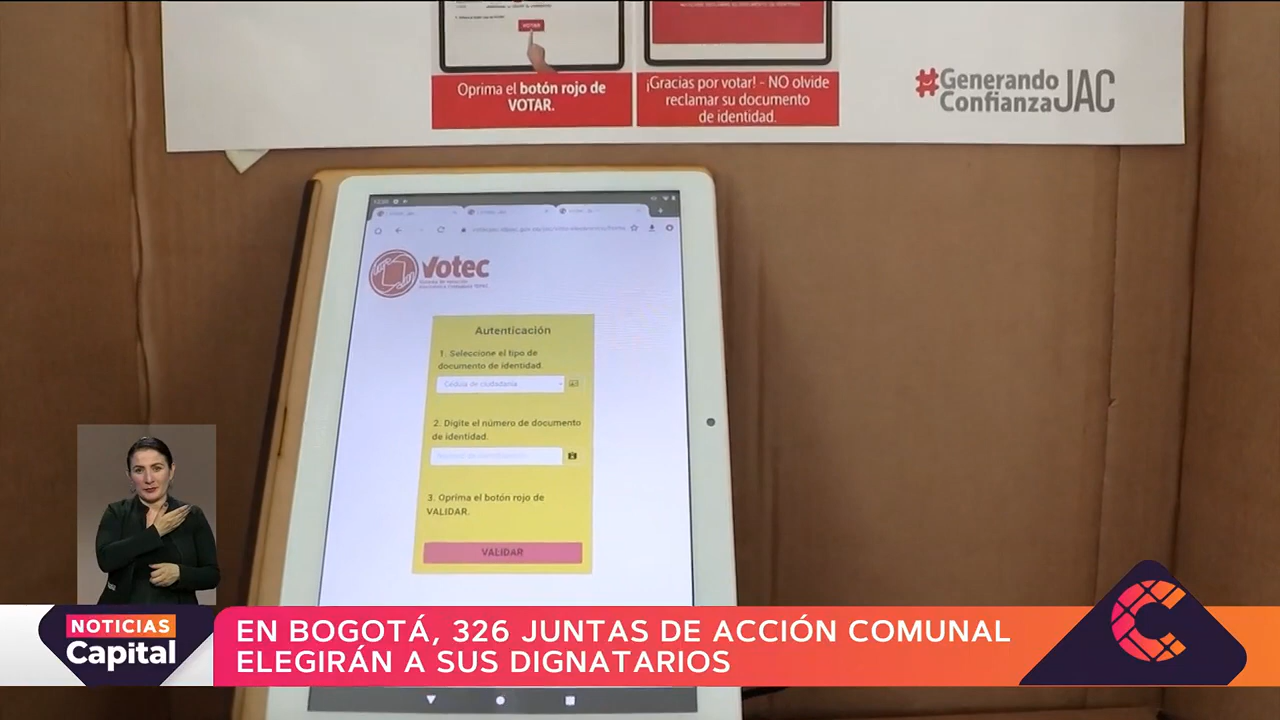 VOTAR
Oprima el botón rojo de
VOTAR.
¡Gracias por votar! - NO olvide
reclamar su documento
de identidad.
#Generando
Confianza JAC
Votec
Autenticación
1. Seleccione el tipo de
documento de identidad.
Cédula de ciudadanía
2. Digite el número de documento
de identidad.
3. Oprima el botón rojo de
VALIDAR.
VALIDAR
NOTICIAS
Capital
EN BOGOTÁ, 326 JUNTAS DE ACCIÓN COMUNAL
ELEGIRÁN A SUS DIGNATARIOS